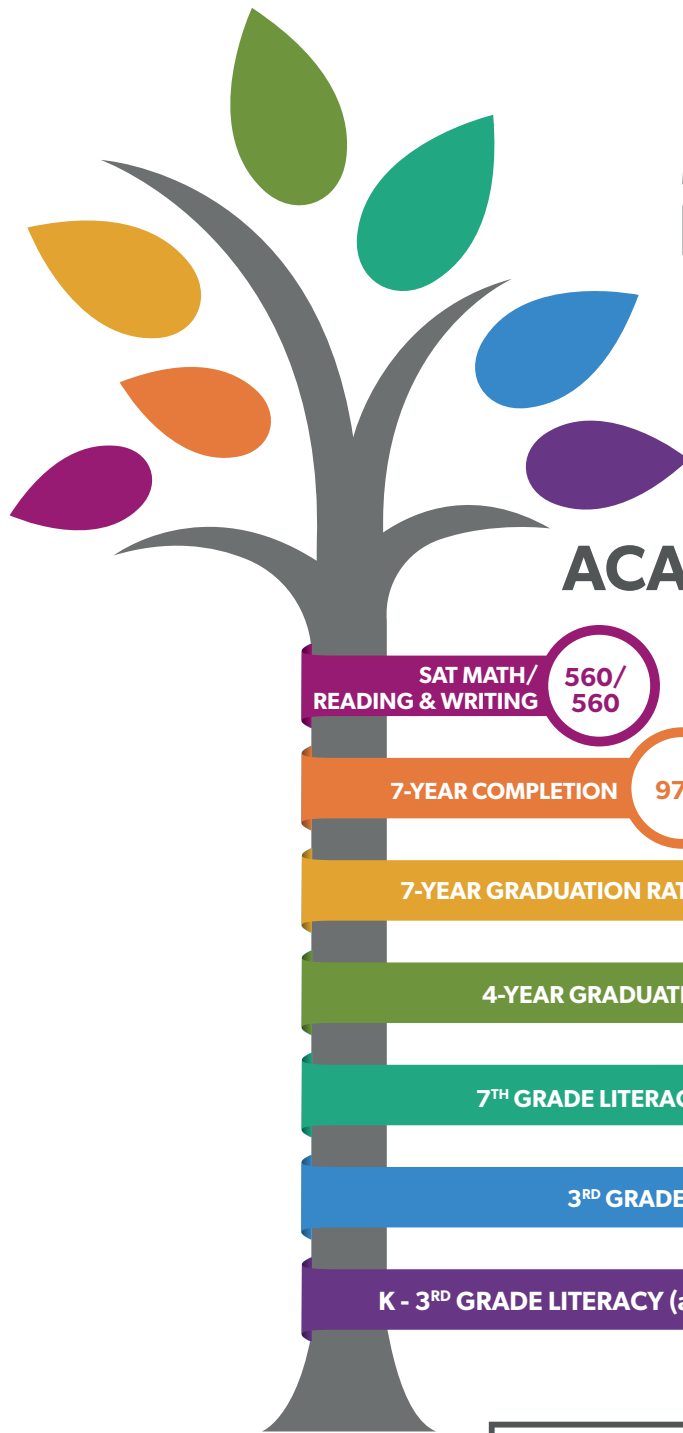 ACA
SAT MATH/
READING & WRITING
560/
560
7-YEAR COMPLETION
97
7-YEAR GRADUATION RAT
4-YEAR GRADUATI
7TH GRADE LITERAC
3RD GRADE
K - 3RD GRADE LITERACY (a